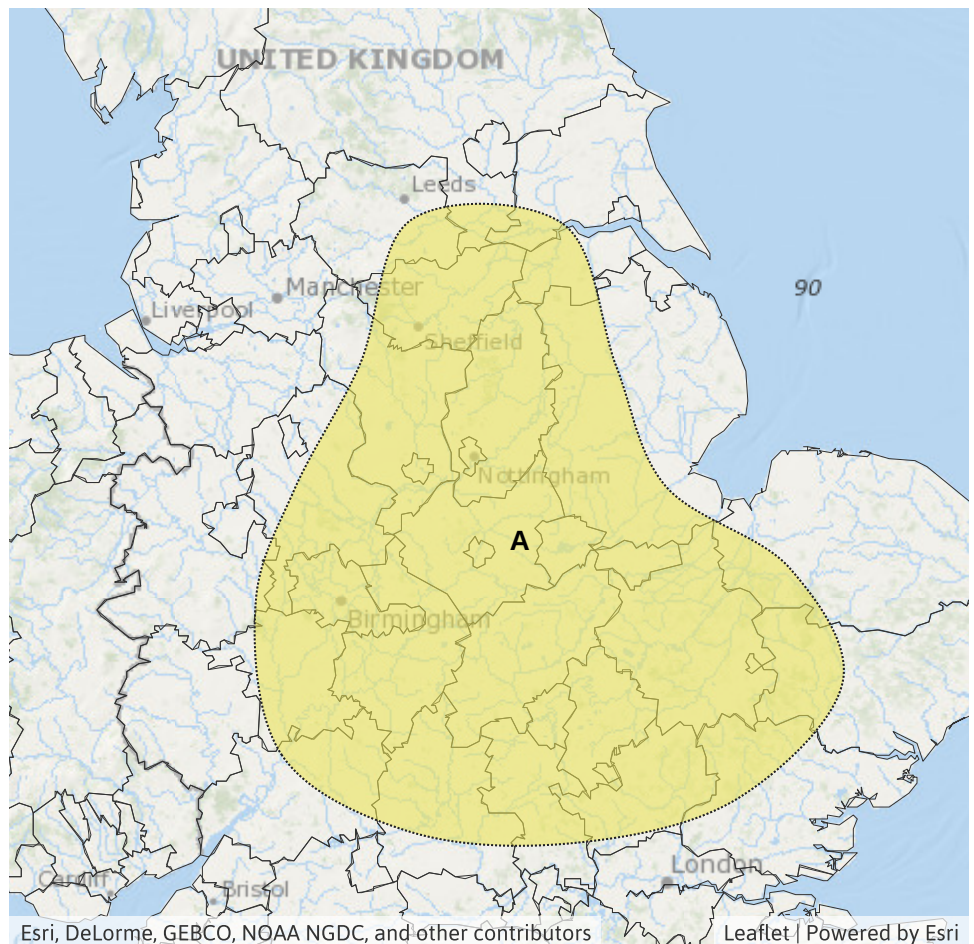 UNITED KINGDOM
Leeds
Manchester
90
Liverpool
Sheffield
Nottingham
A
Birmingham
London
Cardiff
Bristol
Esri, DeLorme, GEBCO, NOAA NGDC, and other contributors
Leaflet | Powered by Esri